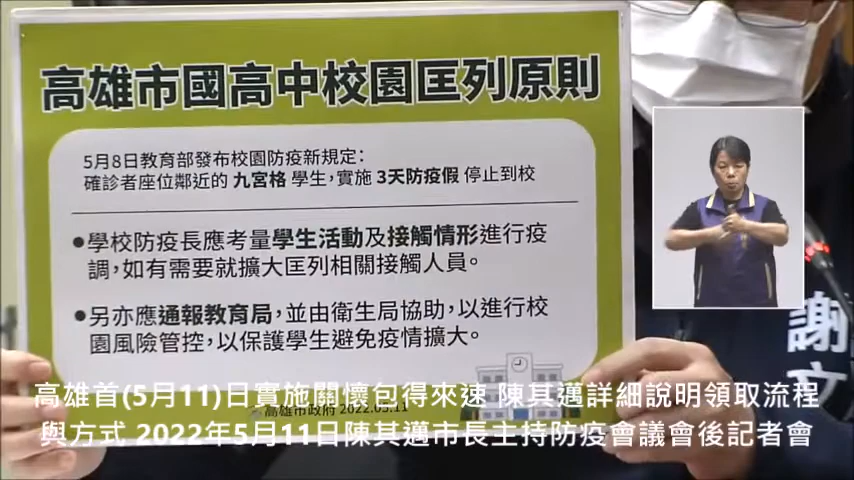 高雄市國高中校園匡列原則
5月8日教育部發布校園防疫新規定：
確診者座位鄰近的 九宮格 學生，實施 3天防疫假 停止到校
●學校防疫長應考量學生活動及接觸情形進行疫
調，如有需要就擴大匡列相關接觸人員。
●另亦應通報教育局，並由衛生局協助，以進行校
園風險管控，以保護學生避免疫情擴大。
高雄市政府 2022.05.11
謝
文
高雄首(5月11)日實施關懷包得來速 陳其邁詳細說明領取流程
與方式 2022年5月11日陳其邁市長主持防疫會議會後記者會